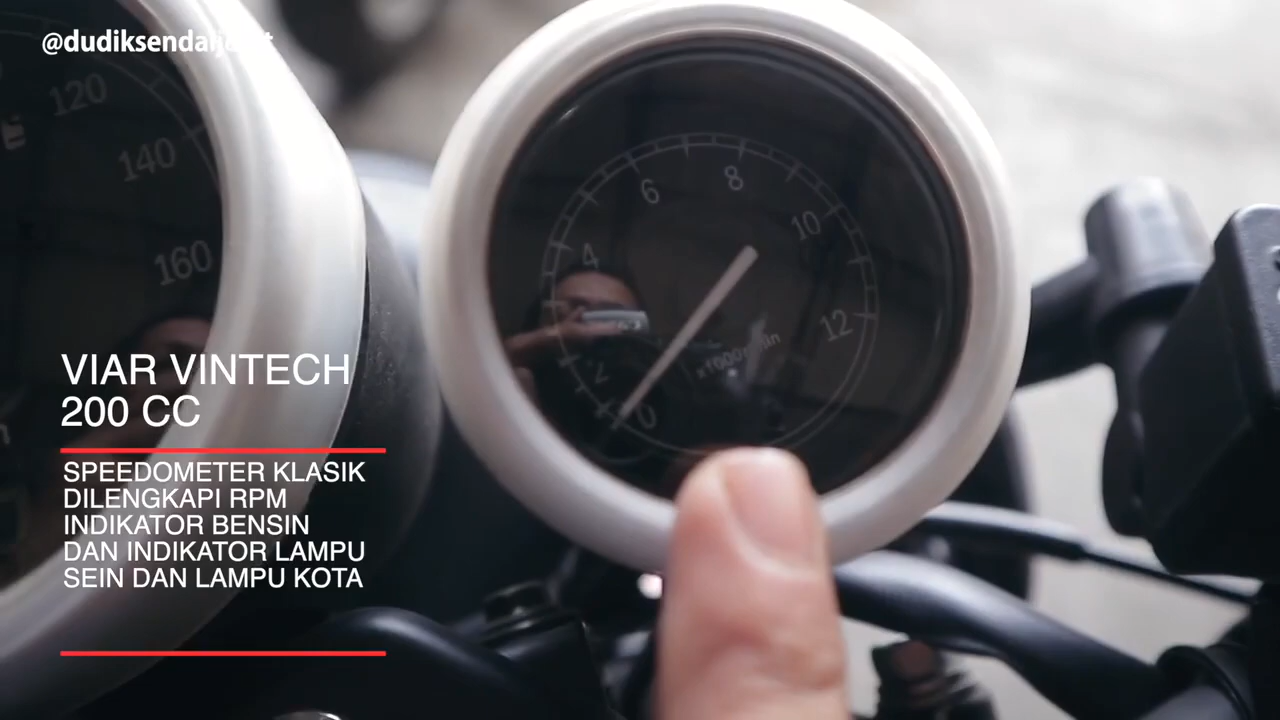 @dudiksenda
120
140
160
VIAR VINTECH
200 CC
SPEEDOMETER KLASIK
DILENGKAPI RPM
INDIKATOR BENSIN
DAN INDIKATOR LAMPU
SEIN DAN LAMPU KOTA
8
6
10
4
12
2
0